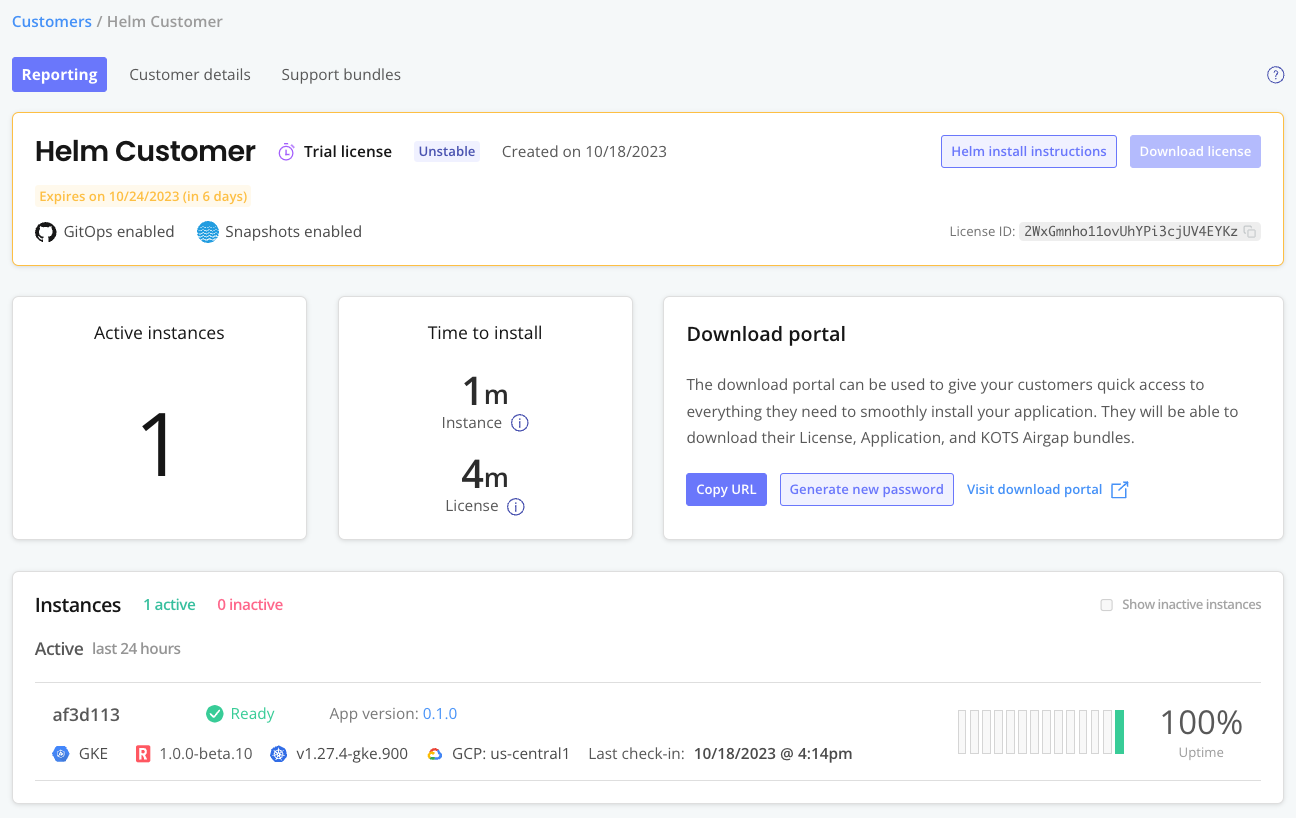 Customers / Helm Customer
Reporting Customer details Support bundles ?
Helm Customer Trial license Unstable Created on 10/18/2023 Helm install instructions Download license
Expires on 10/24/2023 (in 6 days)
GitOps enabled Snapshots enabled License ID: 2WxGmnho11ovUhYPi3cjUV4EYKz
Active instances
1
Time to install
1m
Instance i
4m
License i
Download portal
The download portal can be used to give your customers quick access to
everything they need to smoothly install your application. They will be able to
download their License, Application, and KOTS Airgap bundles.
Copy URL Generate new password Visit download portal
Instances 1 active 0 inactive Show inactive instances
Active last 24 hours
af3d113 Ready App version: 0.1.0
GKE R 1.0.0-beta.10 v1.27.4-gke.900 GCP: us-central1 Last check-in: 10/18/2023 @ 4:14pm
100%
Uptime